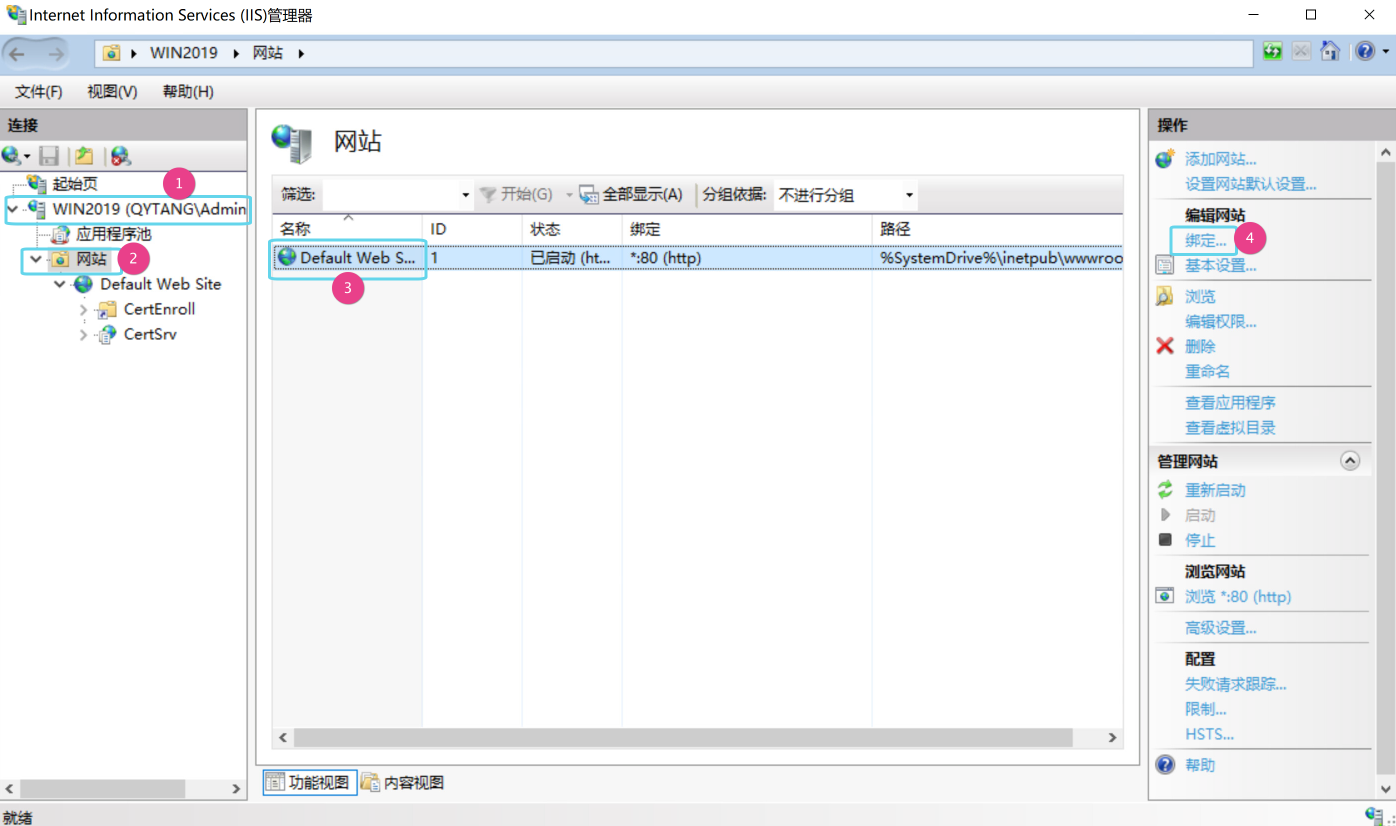 Internet Information Services (IIS)管理器
WIN2019
网站
文件(F) 视图(V) 帮助(H)
连接
起始页
1
WIN2019 (QYTANG\Admin
应用程序池
网站
2
Default Web Site
CertEnroll
CertSrv
网站
筛选: 开始(G) 全部显示(A) 分组依据: 不进行分组
名称 ID 状态 绑定 路径
Default Web S... 1 已启动 (ht... *:80 (http) %SystemDrive%\inetpub\wwwroo
3
功能视图 内容视图
操作
添加网站...
设置网站默认设置...
编辑网站
绑定...
4
基本设置...
浏览
编辑权限...
删除
重命名
查看应用程序
查看虚拟目录
管理网站
重新启动
启动
停止
浏览网站
浏览 *:80 (http)
高级设置...
配置
失败请求跟踪...
限制...
HSTS...
帮助
就绪